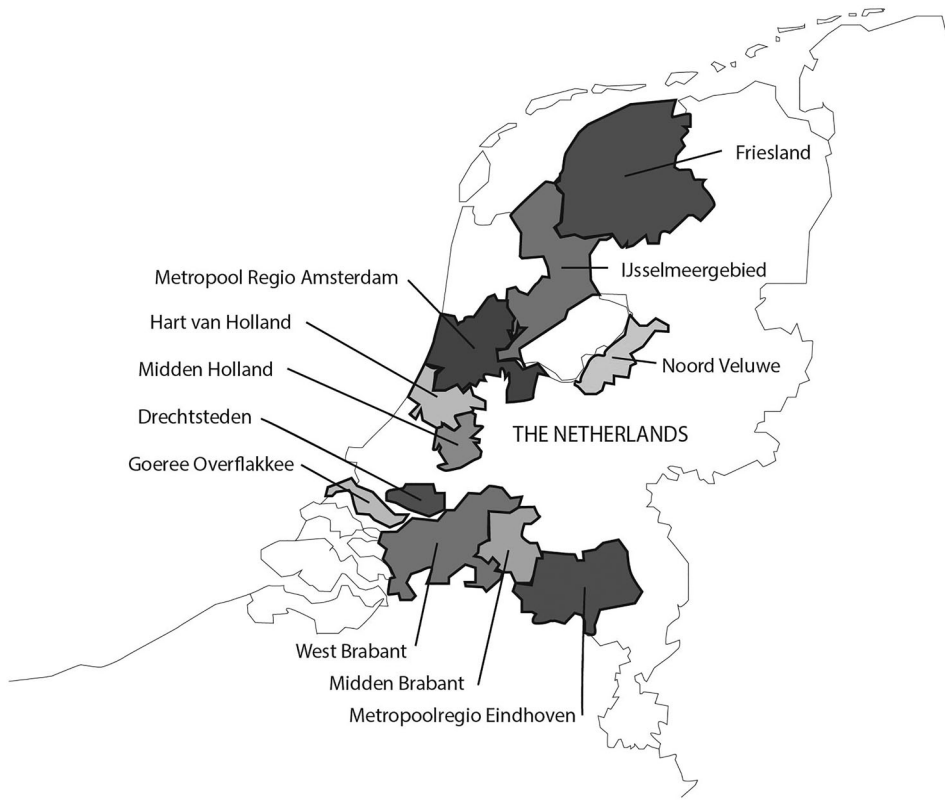 Friesland
IJsselmeergebied
Metropool Regio Amsterdam
Hart van Holland
Noord Veluwe
Midden Holland
Drechtsteden
THE NETHERLANDS
Goeree Overflakkee
West Brabant
Midden Brabant
Metropoolregio Eindhoven